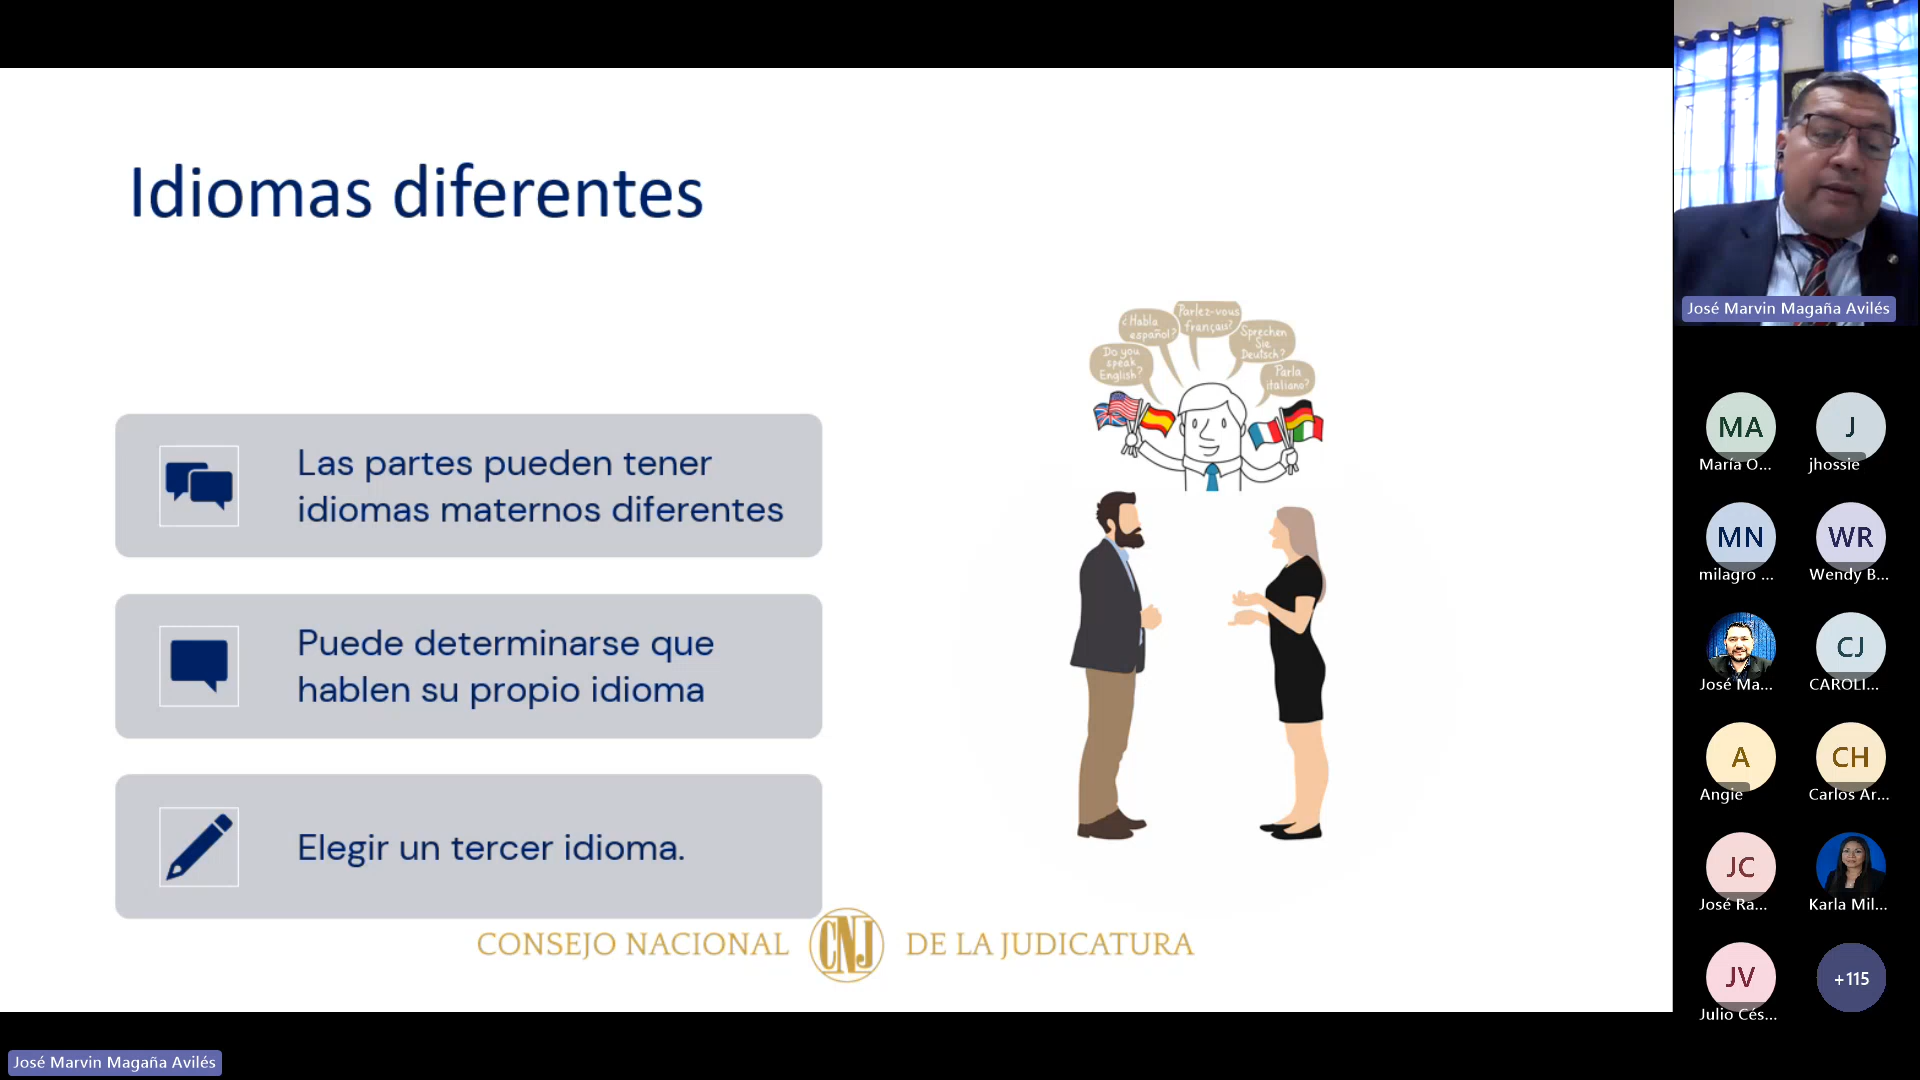 Idiomas diferentes
Las partes pueden tener
idiomas maternos diferentes
Puede determinarse que
hablen su propio idioma
Elegir un tercer idioma.
Do you
speak
English?
¿Habla
español?
Parlez-vous
français?
Sprechen
Sie
Deutsch?
Parla
italiano?
CONSEJO NACIONAL CNJ DE LA JUDICATURA
José Marvin Magaña Avilés
MA J
María O... jhossie
MN WR
milagro ... Wendy B...
CJ
José Ma... CAROLI...
A CH
Angie Carlos Ar...
JC
José Ra... Karla Mil...
JV +115
Julio Cés...
José Marvin Magaña Avilés